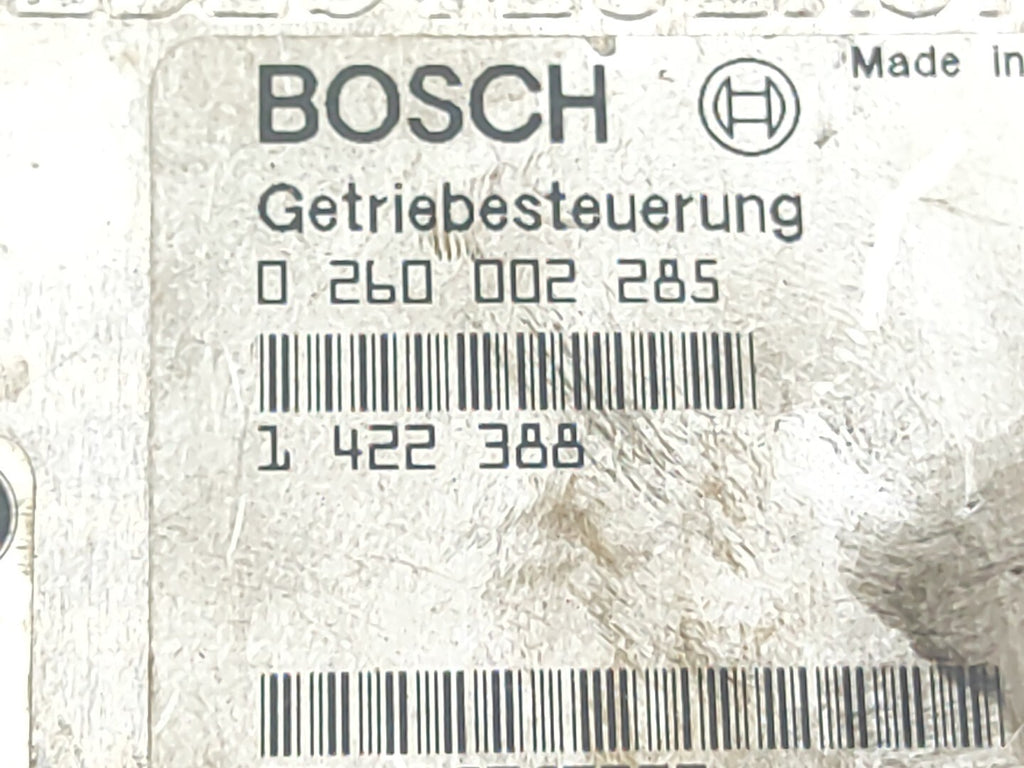 BOSCH
Made in
Getriebesteuerung
0 260 002 285
1 422 388